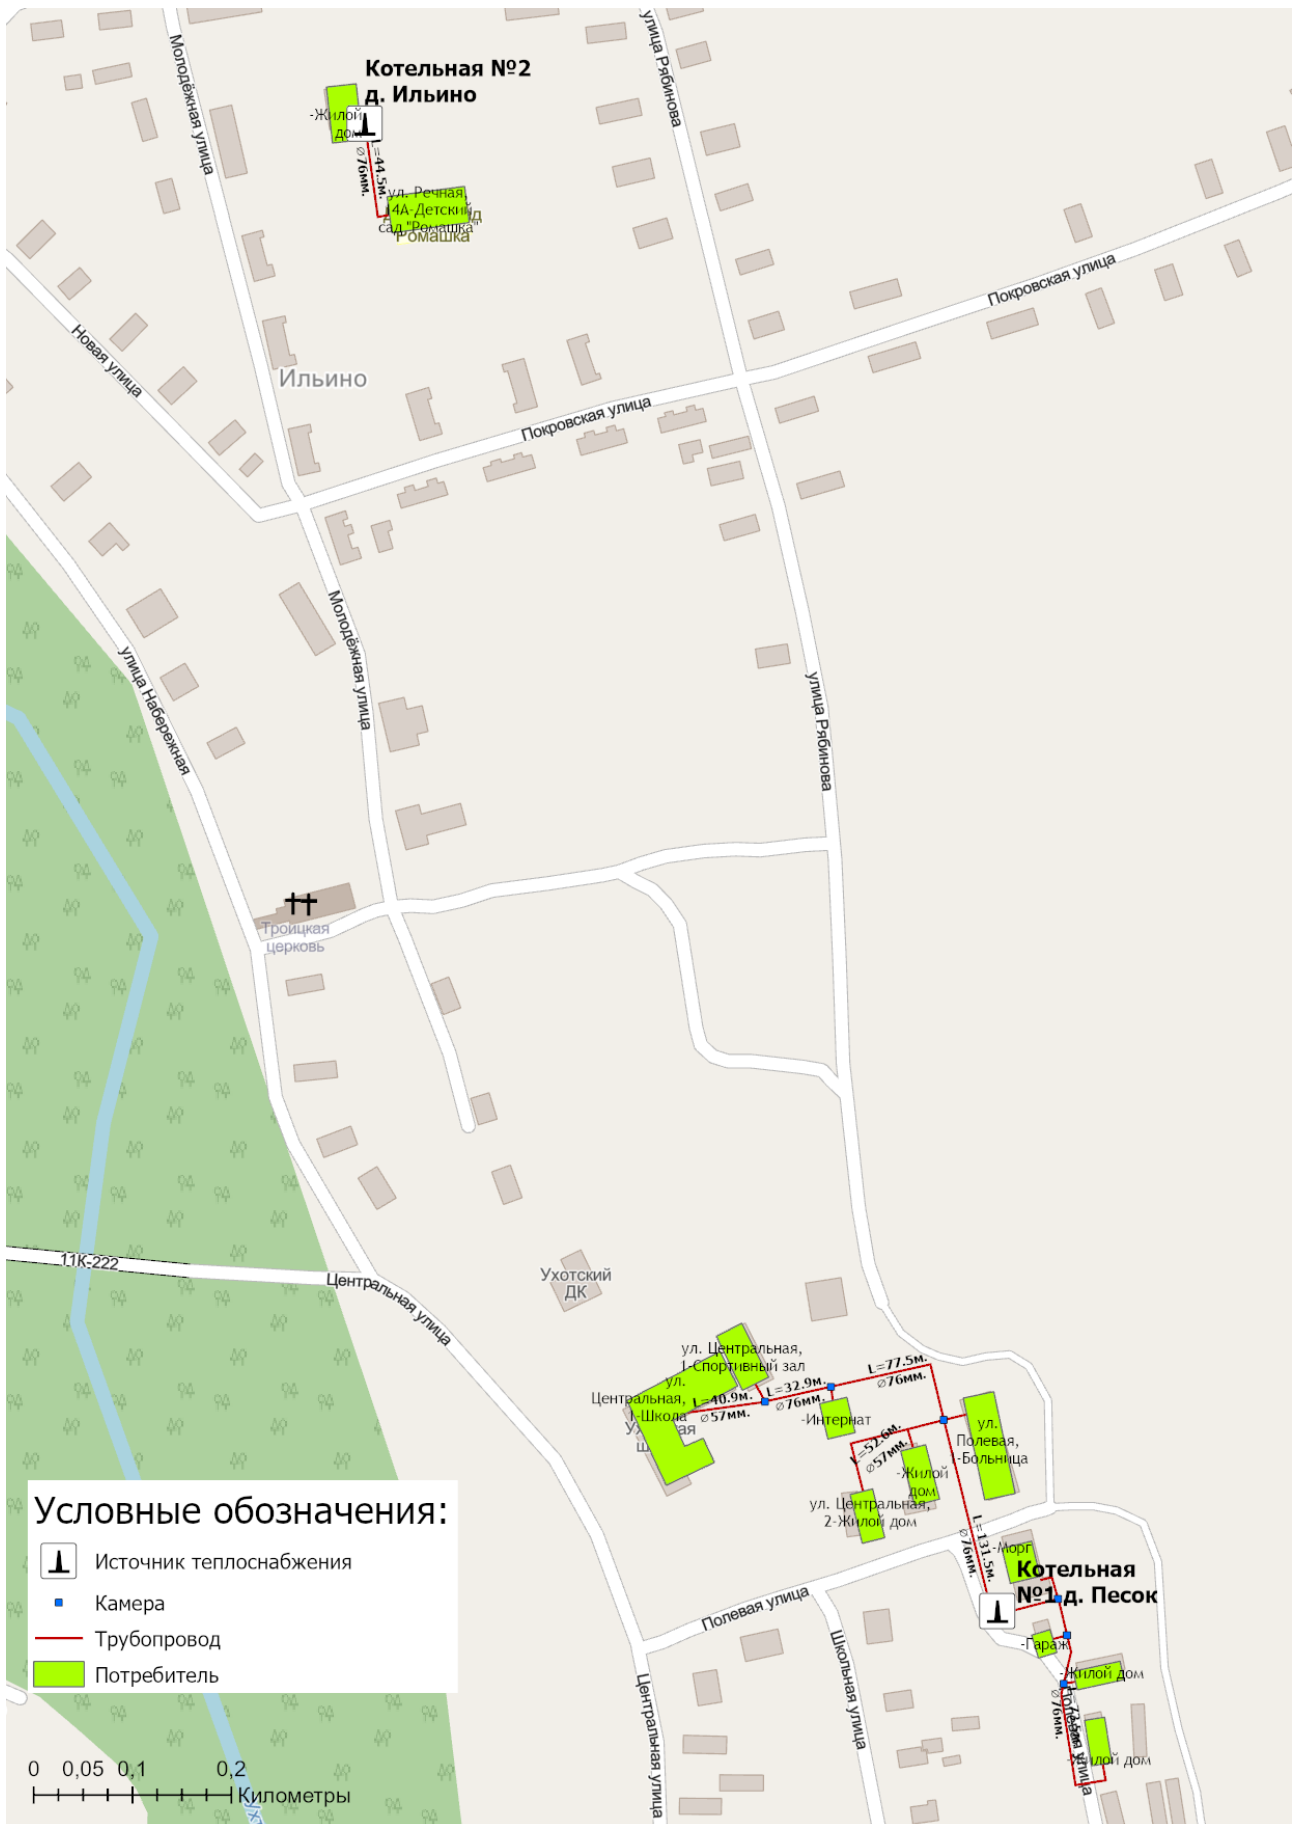 Котельная №2
д. Ильино
-Жилой
дом
L=44.5м.
⌀76мм.
ул. Речная,
4А-Детский
сад "Ромашка"
Ромашка
Молодёжная улица
улица Рябинова
Покровская улица
Новая улица
Ильино
Покровская улица
Молодёжная улица
улица Набережная
улица Рябинова
Троицкая
церковь
11К-222
Центральная улица
Ухотский
ДК
ул. Центральная,
1-Спортивный зал
ул.
Центральная,
1-Школа
L=40.9м.
⌀57мм.
L=32.9м.
⌀76мм.
L=77.5м.
⌀76мм.
-Интернат
L=52.6м.
⌀57мм.
-Жилой
дом
ул.
Полевая,
-Больница
ул. Центральная,
2-Жилой дом
L=131.5м.
⌀76мм.
-Морг
Котельная
№1 д. Песок
-Гараж
-Жилой дом
⌀76мм.
-Жилой дом
Полевая улица
Полевая улица
Школьная улица
Центральная улица
Условные обозначения:
Источник теплоснабжения
Камера
Трубопровод
Потребитель
0 0,05 0,1 0,2
Километры